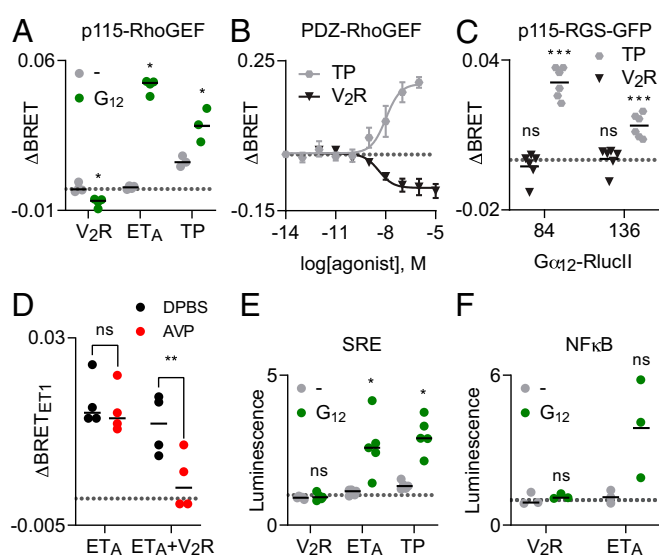 A p115-RhoGEF
0.06
-0.01
ΔBRET
-
G12
*
*
*
V2R ETA TP
B PDZ-RhoGEF
0.25
-0.15
ΔBRET
TP
V2R
-14 -11 -8 -5
log[agonist], M
C p115-RGS-GFP
0.04
-0.02
ΔBRET
***
TP
V2R
ns
ns
***
84 136
Gα12-RlucII
D
DPBS
AVP
0.03
-0.005
ΔBRETET1
ns
**
ETA ETA+V2R
E SRE
5
0
Luminescence
-
G12
ns
*
*
V2R ETA TP
F NFκB
6
0
Luminescence
-
G12
ns
ns
V2R ETA